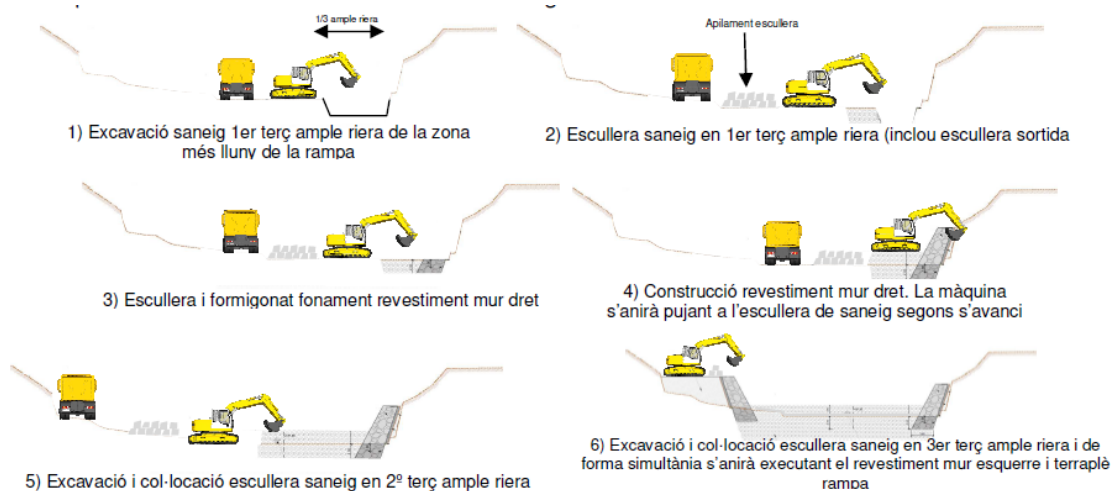 1/3 ample riera
1) Excavació saneig 1er terç ample riera de la zona
més lluny de la rampa
Apilament escullera
2) Escullera saneig en 1er terç ample riera (inclou escullera sortida
3) Escullera i formigonat fonament revestiment mur dret
4) Construcció revestiment mur dret. La màquina
s'anirà pujant a l'escullera de saneig segons s'avanci
5) Excavació i col·locació escullera saneig en 2º terç ample riera
6) Excavació i col·locació escullera saneig en 3er terç ample riera i de
forma simultània s'anirà executant el revestiment mur esquerre i terraplè
rampa